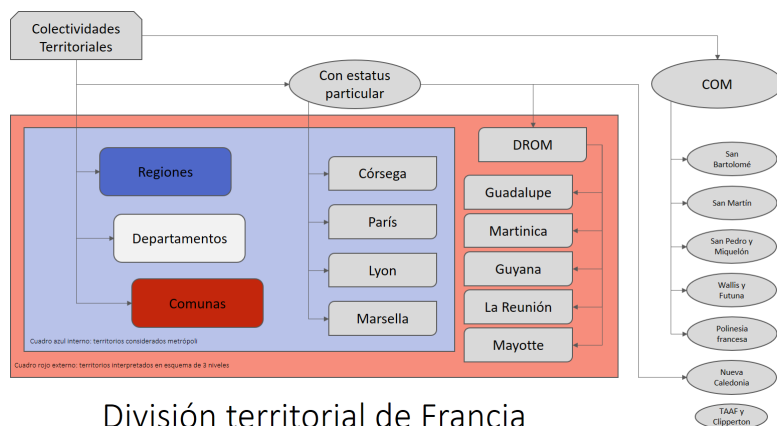 Colectividades
Territoriales
Con estatus
particular
COM
DROM
Regiones
Departamentos
Comunas
Córsega
París
Lyon
Marsella
Guadalupe
Martinica
Guyana
La Reunión
Mayotte
San
Bartolomé
San Martín
San Pedro y
Miquelón
Wallis y
Futuna
Polinesia
francesa
Nueva
Caledonia
TAAF y
Clipperton
Cuadro azul interno: territorios considerados metrópoli
Cuadro rojo externo: territorios interpretados en esquema de 3 niveles
División territorial de Francia